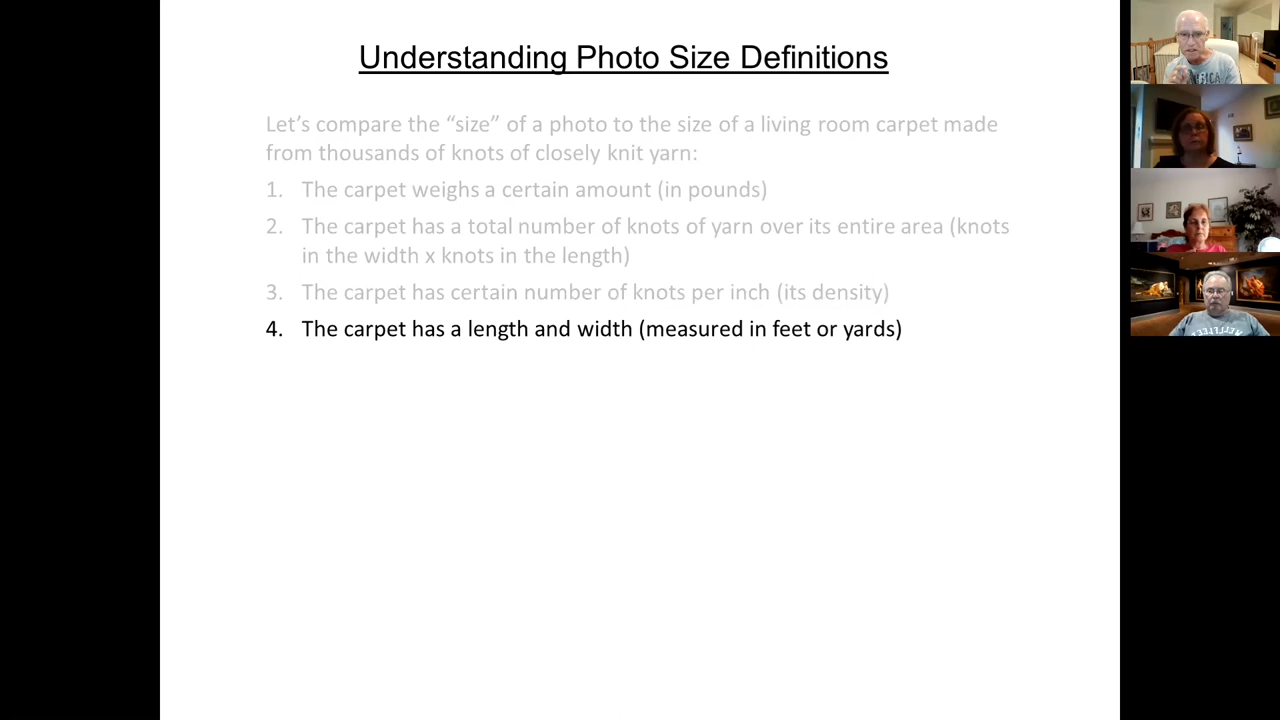 Understanding Photo Size Definitions
Let’s compare the “size” of a photo to the size of a living room carpet made
from thousands of knots of closely knit yarn:
1. The carpet weighs a certain amount (in pounds)
2. The carpet has a total number of knots of yarn over its entire area (knots
in the width x knots in the length)
3. The carpet has certain number of knots per inch (its density)
4. The carpet has a length and width (measured in feet or yards)